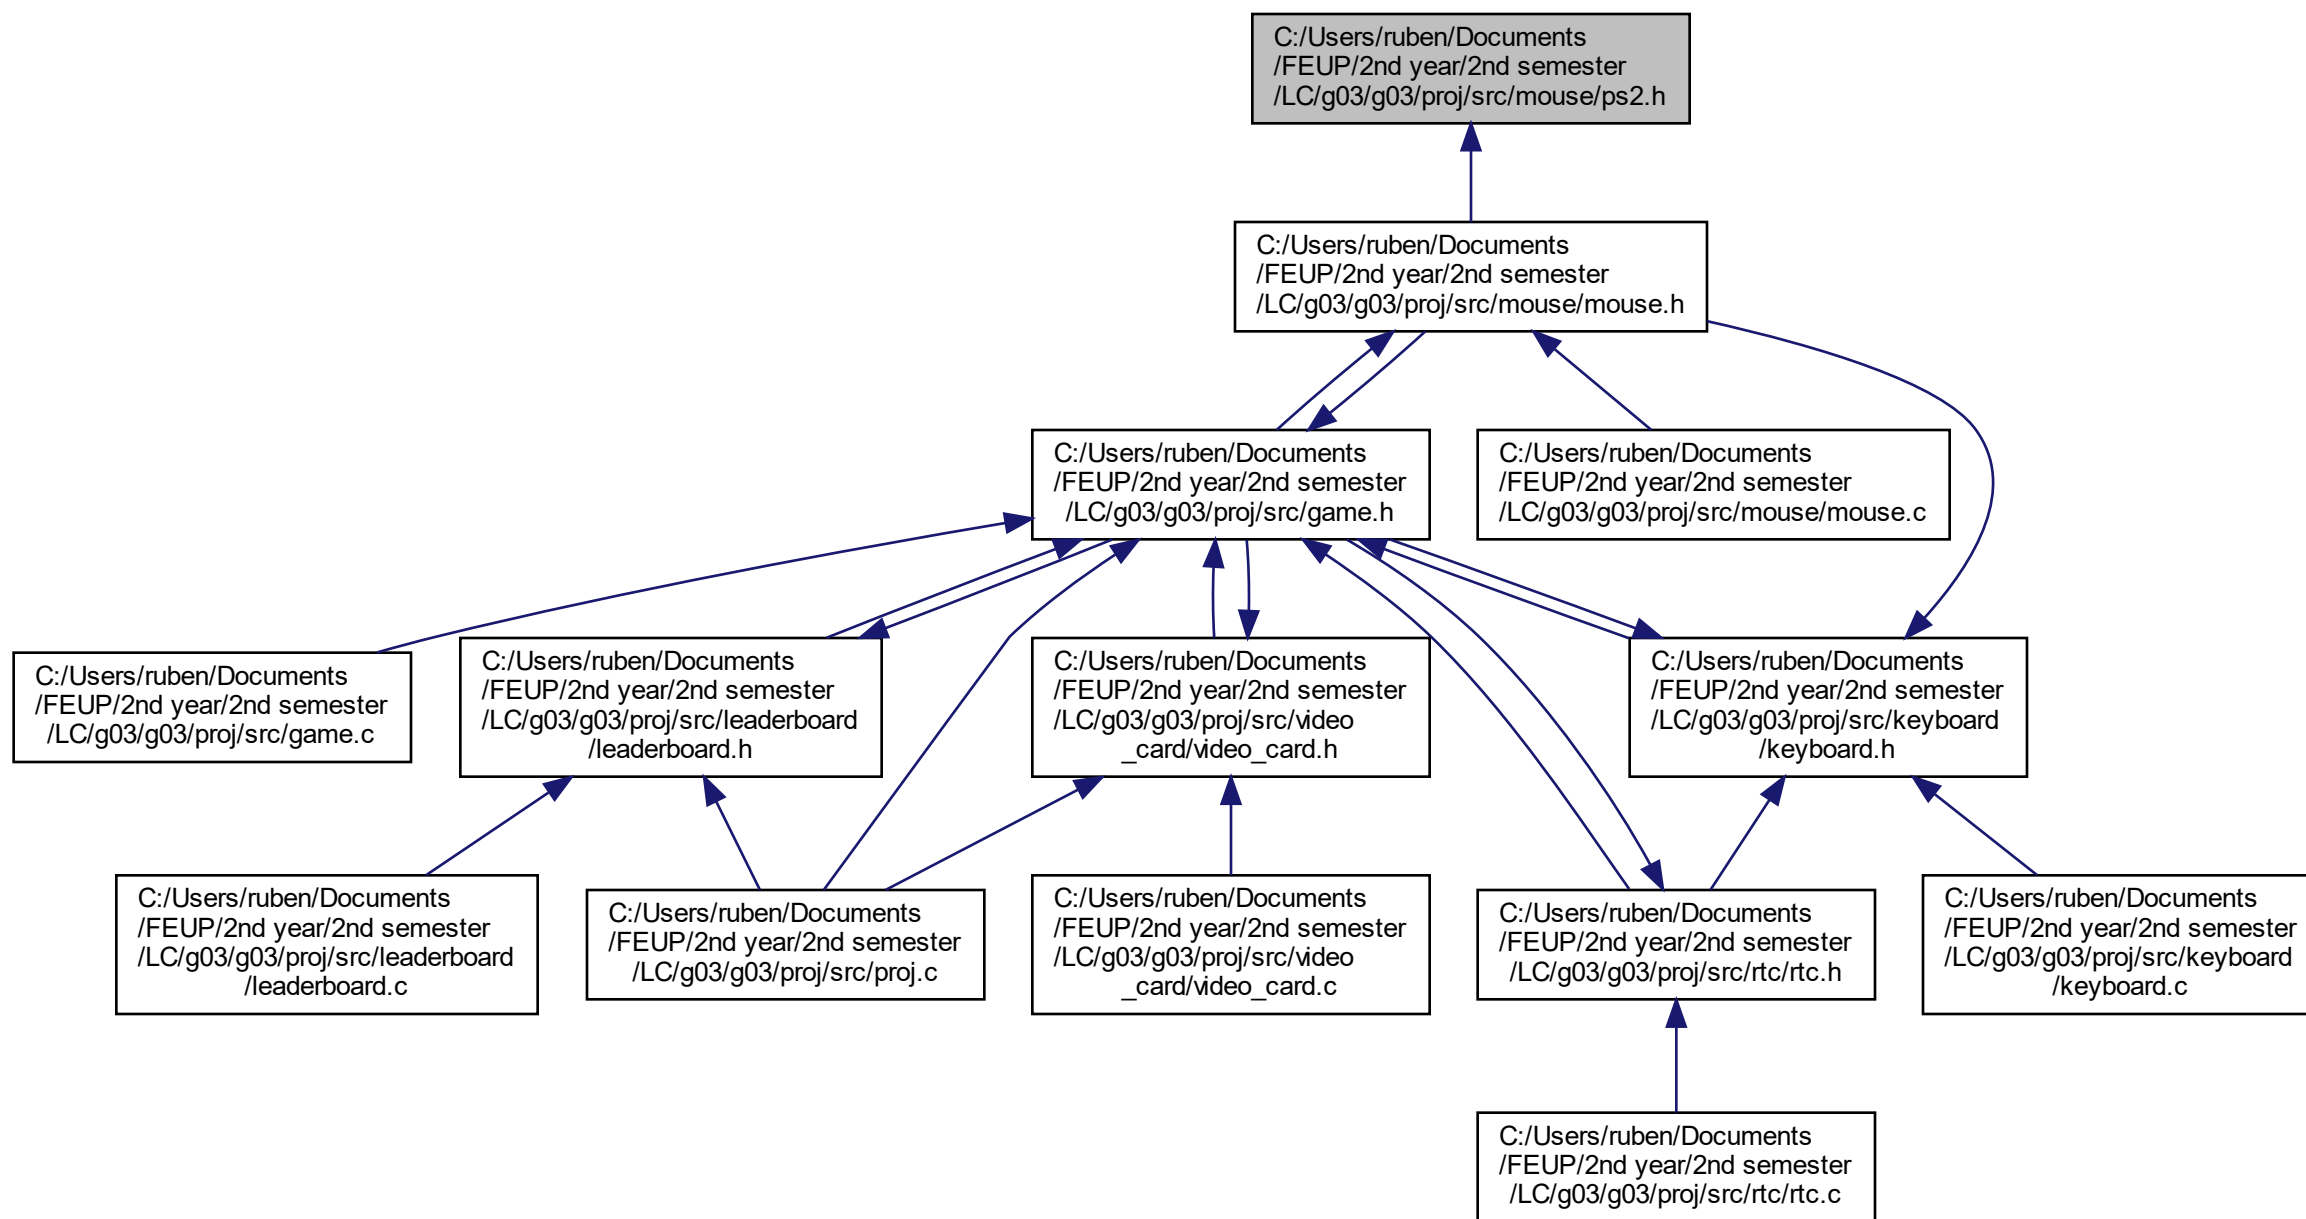 C:/Users/ruben/Documents
/FEUP/2nd year/2nd semester
/LC/g03/g03/proj/src/mouse/ps2.h
C:/Users/ruben/Documents
/FEUP/2nd year/2nd semester
/LC/g03/g03/proj/src/mouse/mouse.h
C:/Users/ruben/Documents
/FEUP/2nd year/2nd semester
/LC/g03/g03/proj/src/game.h
C:/Users/ruben/Documents
/FEUP/2nd year/2nd semester
/LC/g03/g03/proj/src/mouse/mouse.c
C:/Users/ruben/Documents
/FEUP/2nd year/2nd semester
/LC/g03/g03/proj/src/game.c
C:/Users/ruben/Documents
/FEUP/2nd year/2nd semester
/LC/g03/g03/proj/src/leaderboard
/leaderboard.h
C:/Users/ruben/Documents
/FEUP/2nd year/2nd semester
/LC/g03/g03/proj/src/video
_card/video_card.h
C:/Users/ruben/Documents
/FEUP/2nd year/2nd semester
/LC/g03/g03/proj/src/keyboard
/keyboard.h
C:/Users/ruben/Documents
/FEUP/2nd year/2nd semester
/LC/g03/g03/proj/src/leaderboard
/leaderboard.c
C:/Users/ruben/Documents
/FEUP/2nd year/2nd semester
/LC/g03/g03/proj/src/proj.c
C:/Users/ruben/Documents
/FEUP/2nd year/2nd semester
/LC/g03/g03/proj/src/video
_card/video_card.c
C:/Users/ruben/Documents
/FEUP/2nd year/2nd semester
/LC/g03/g03/proj/src/rtc/rtc.h
C:/Users/ruben/Documents
/FEUP/2nd year/2nd semester
/LC/g03/g03/proj/src/keyboard
/keyboard.c
C:/Users/ruben/Documents
/FEUP/2nd year/2nd semester
/LC/g03/g03/proj/src/rtc/rtc.c